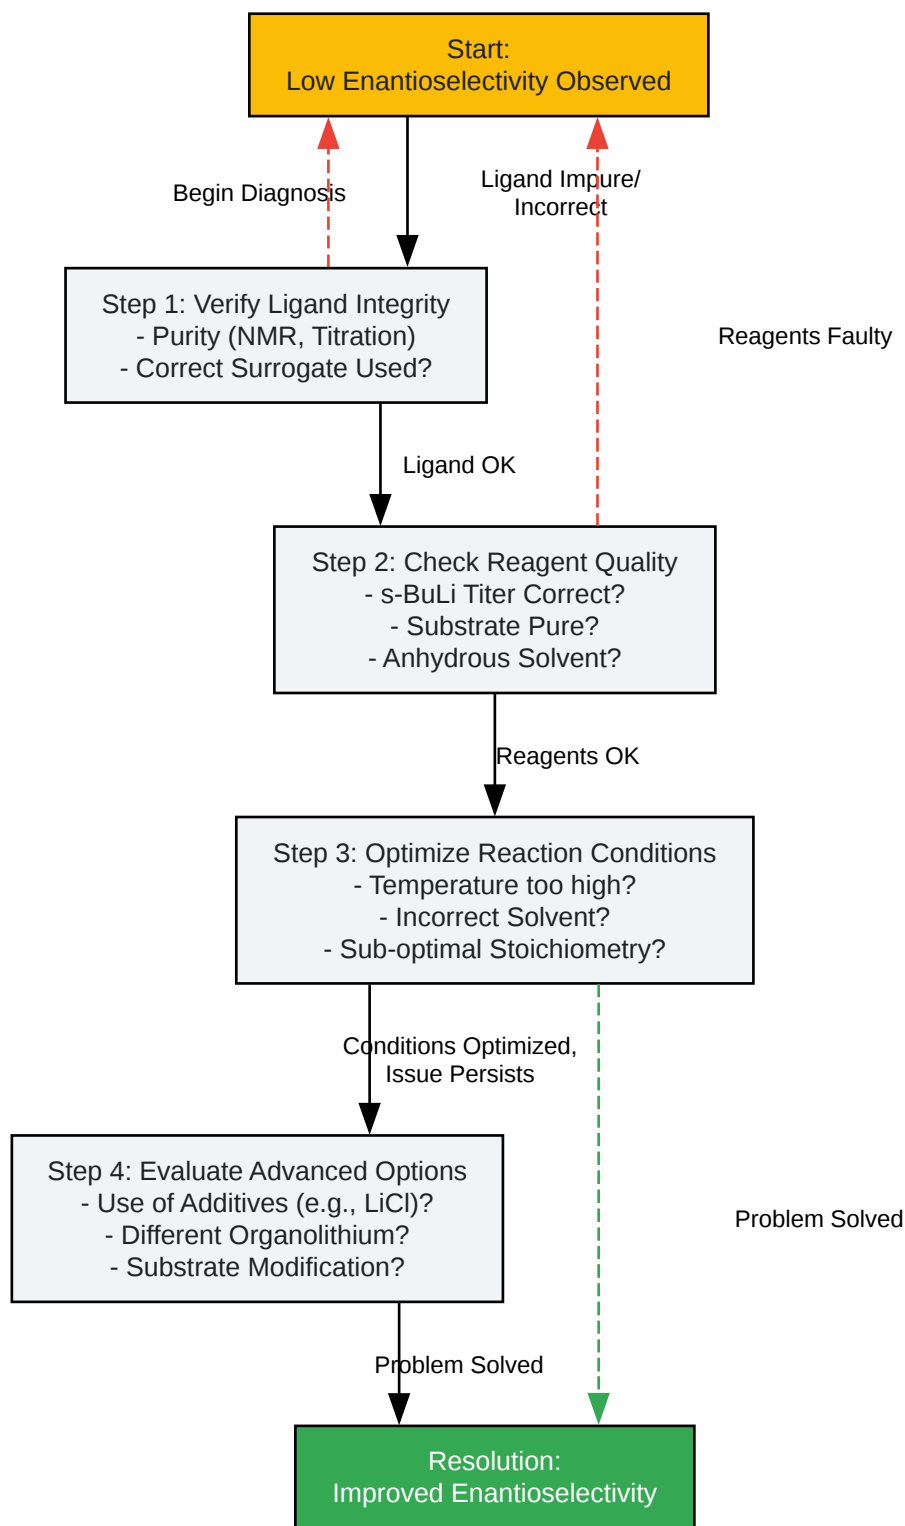 Start:
Low Enantioselectivity Observed
Begin Diagnosis
Ligand Impure/
Incorrect
Step 1: Verify Ligand Integrity
- Purity (NMR, Titration)
- Correct Surrogate Used?
Reagents Faulty
Ligand OK
Step 2: Check Reagent Quality
- s-BuLi Titer Correct?
- Substrate Pure?
- Anhydrous Solvent?
Reagents OK
Step 3: Optimize Reaction Conditions
- Temperature too high?
- Incorrect Solvent?
- Sub-optimal Stoichiometry?
Conditions Optimized,
Issue Persists
Step 4: Evaluate Advanced Options
- Use of Additives (e.g., LiCl)?
- Different Organolithium?
- Substrate Modification?
Problem Solved
Problem Solved
Resolution:
Improved Enantioselectivity